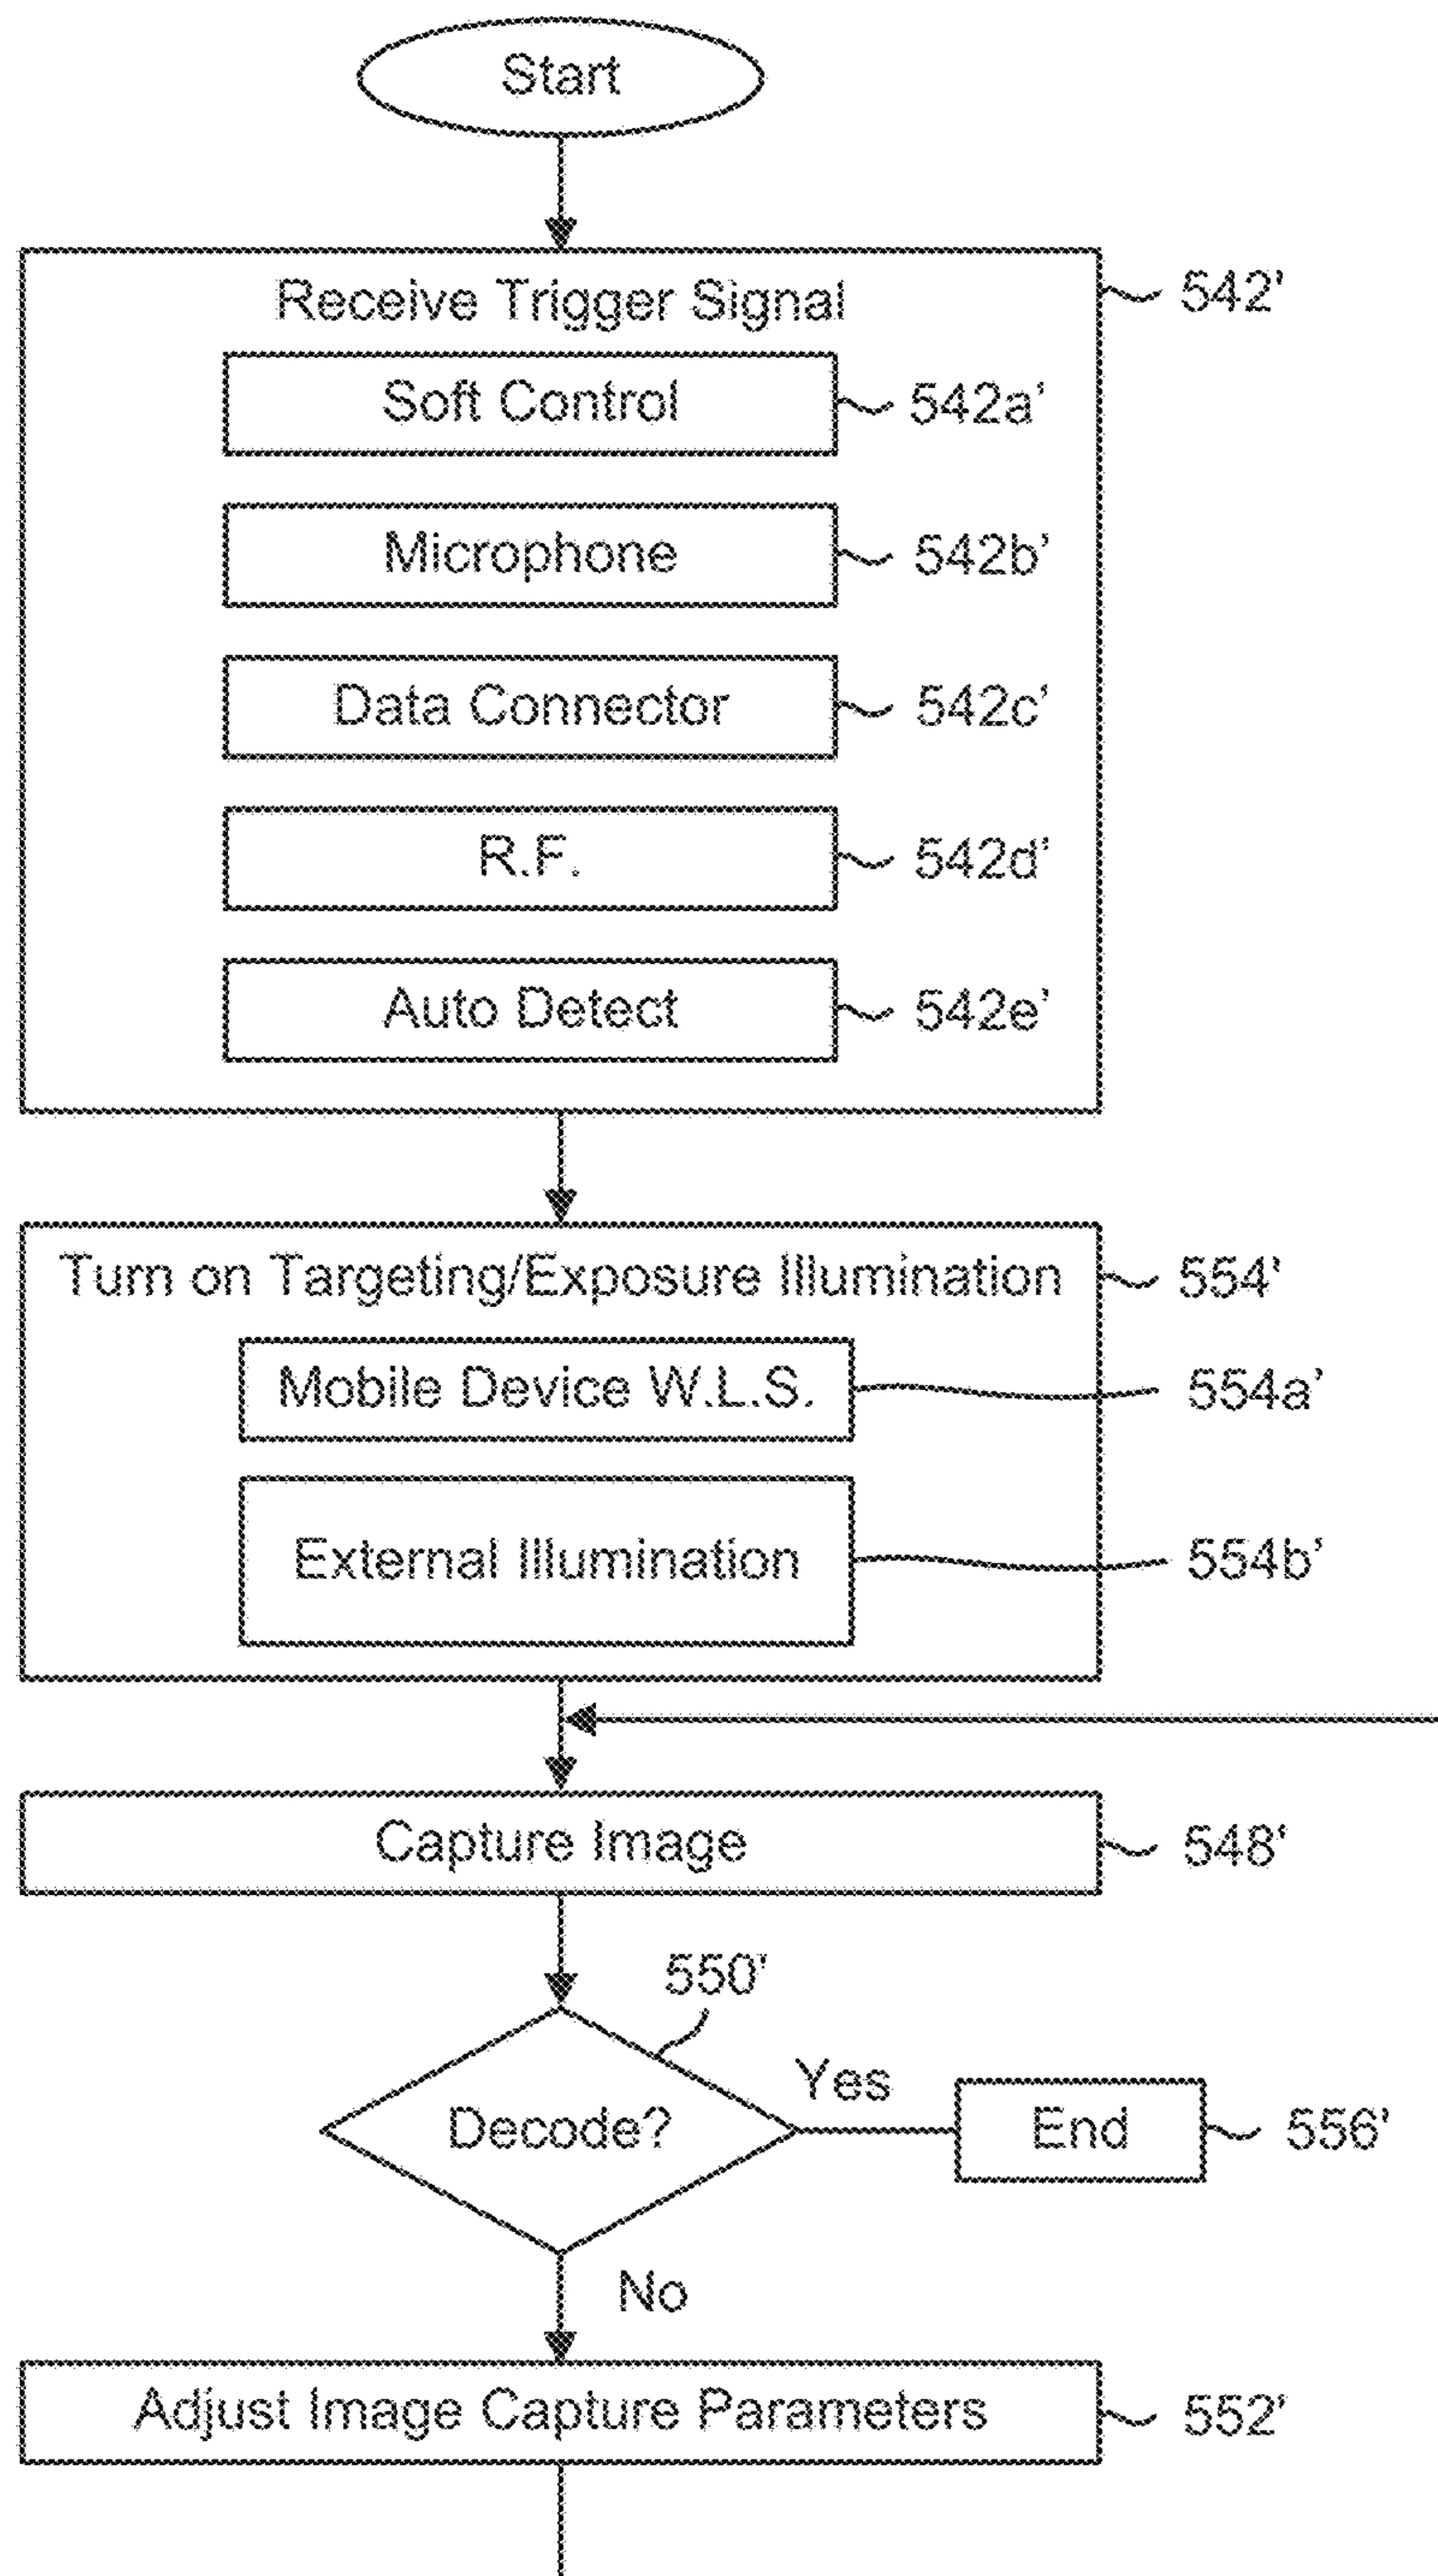 Start
Receive Trigger Signal
542'
Soft Control
542a'
Microphone
542b'
Data Connector
542c'
R.F.
542d'
Auto Detect
542e'
Turn on Targeting/Exposure Illumination
554'
Mobile Device W.L.S.
554a'
External Illumination
554b'
Capture Image
548'
550'
Decode?
Yes
End
556'
No
Adjust Image Capture Parameters
552'